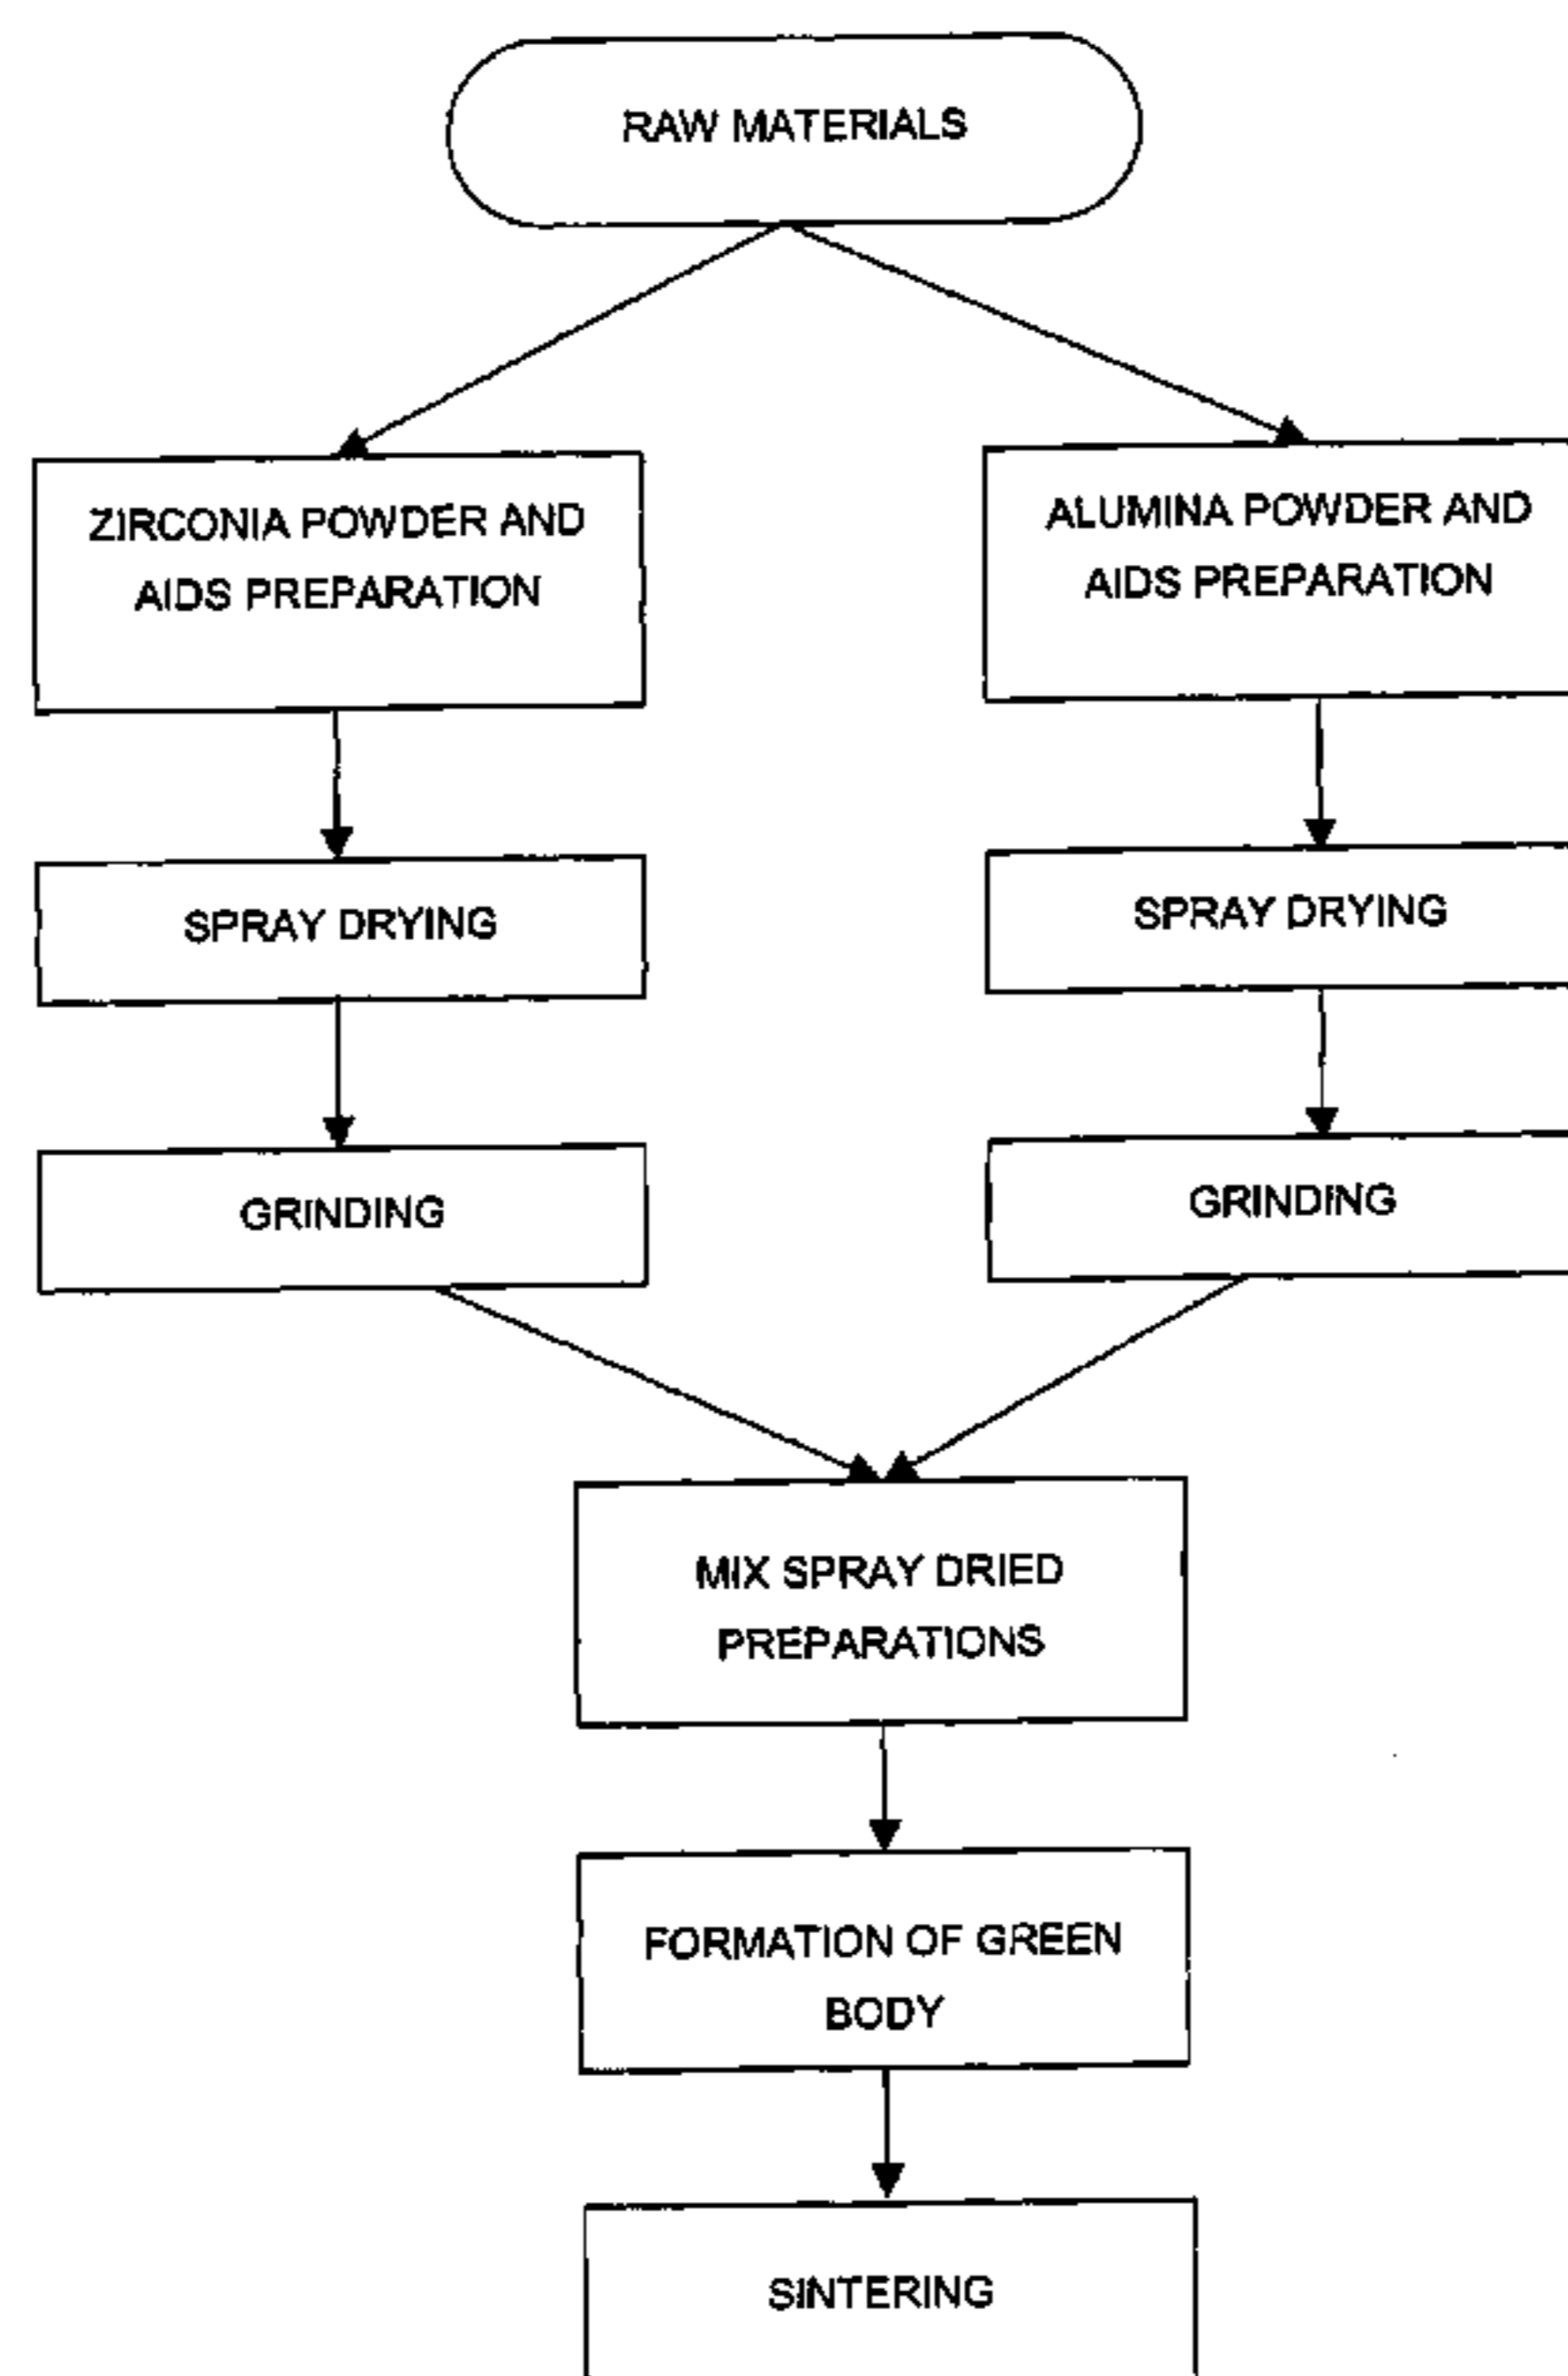 RAW MATERIALS
ZIRCONIA POWDER AND
AIDS PREPARATION
ALUMINA POWDER AND
AIDS PREPARATION
SPRAY DRYING
SPRAY DRYING
GRINDING
GRINDING
MIX SPRAY DRIED
PREPARATIONS
FORMATION OF GREEN
BODY
SINTERING